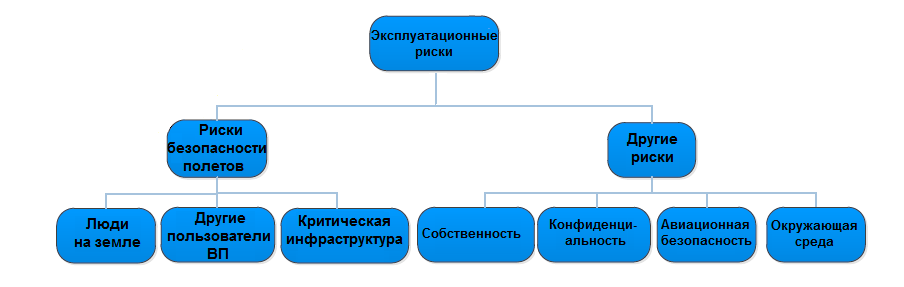 Эксплуатационные
риски
Риски
безопасности
полетов
Другие
риски
Люди
на земле
Другие
пользователи
ВП
Критическая
инфраструктура
Собственность
Конфиденци-
альность
Авиационная
безопасность
Окружающая
среда